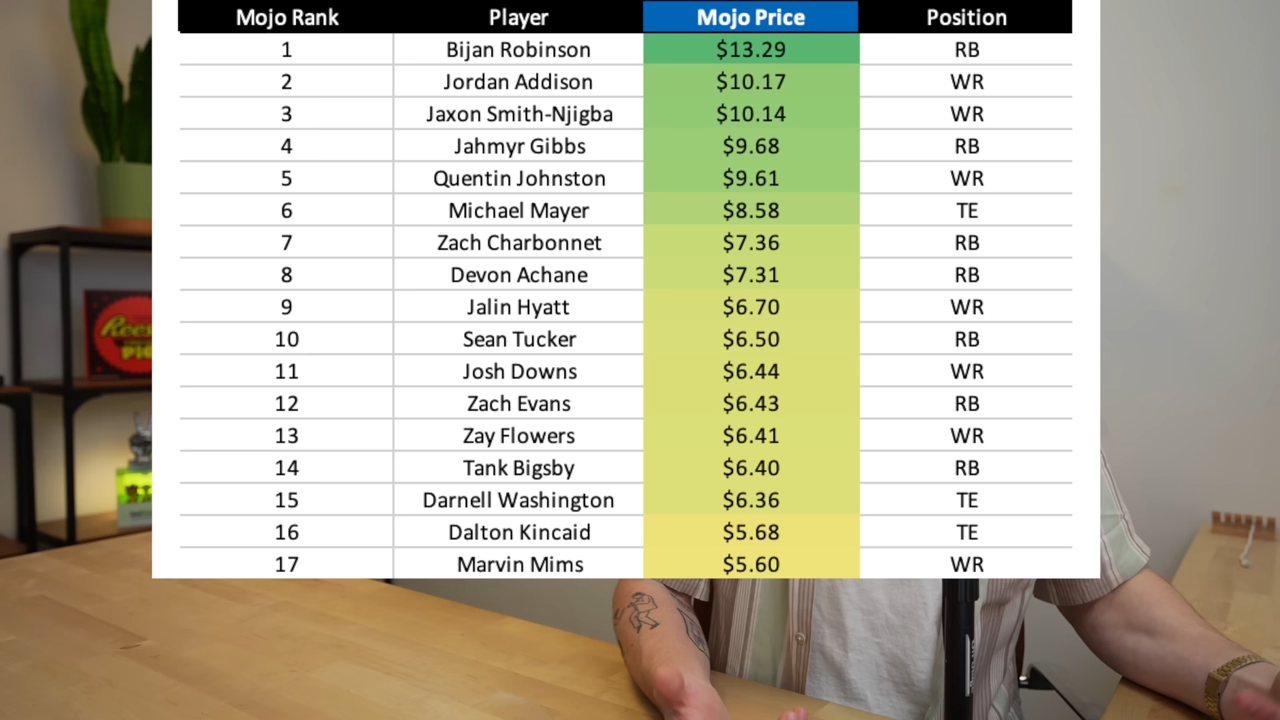 Mojo Rank Player Mojo Price Position
1 Bijan Robinson $13.29 RB
2 Jordan Addison $10.17 WR
3 Jaxon Smith-Njigba $10.14 WR
4 Jahmyr Gibbs $9.68 RB
5 Quentin Johnston $9.61 WR
6 Michael Mayer $8.58 TE
7 Zach Charbonnet $7.36 RB
8 Devon Achane $7.31 RB
9 Jalin Hyatt $6.70 WR
10 Sean Tucker $6.50 RB
11 Josh Downs $6.44 WR
12 Zach Evans $6.43 RB
13 Zay Flowers $6.41 WR
14 Tank Bigsby $6.40 RB
15 Darnell Washington $6.36 TE
16 Dalton Kincaid $5.68 TE
17 Marvin Mims $5.60 WR